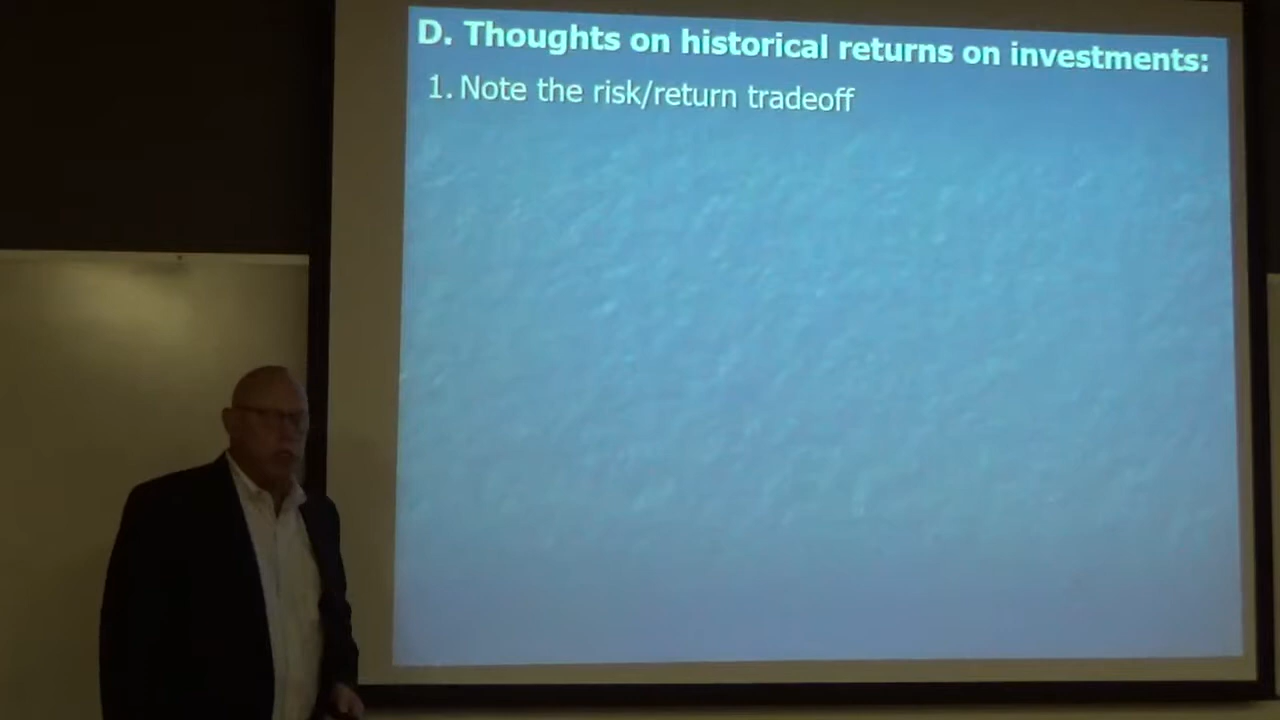 D. Thoughts on historical returns on investments:
1. Note the risk/return tradeoff